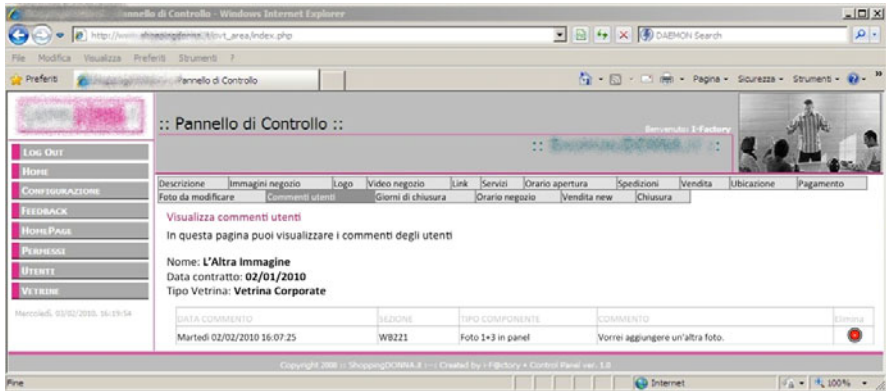 Pannello di Controllo - Windows Internet Explorer
index.php
DAEMON Search
File Modifica Visualizza Preferiti Strumenti ?
Preferiti
Pannello di Controllo
Pagina Sicurezza Strumenti
:: Pannello di Controllo ::
Benvenuto: I-Factory
LOG OUT
HOME
CONFIGURAZIONE
FEEDBACK
HOMEPAGE
PERMESSI
UTENTI
VETRINE
Mercoledì, 03/02/2010, 16:19:54
Descrizione Immagini negozio Logo Video negozio Link Servizi Orario apertura Spedizioni Vendita Ubicazione Pagamento
Foto da modificare Commenti utenti Giorni di chiusura Orario negozio Vendita new Chiusura
Visualizza commenti utenti
In questa pagina puoi visualizzare i commenti degli utenti
Nome: L'Altra Immagine
Data contratto: 02/01/2010
Tipo Vetrina: Vetrina Corporate
DATA COMMENTO SEZIONE TIPO COMPONENTE COMMENTO Elimina
Martedì 02/02/2010 16:07:25 WB221 Foto 1+3 in panel Vorrei aggiungere un'altra foto.
Copyright 2008 :: ShoppingDONNA.it :--: Created by I-F@ctory + Control Panel ver. 1.0
Fine
Internet
100%